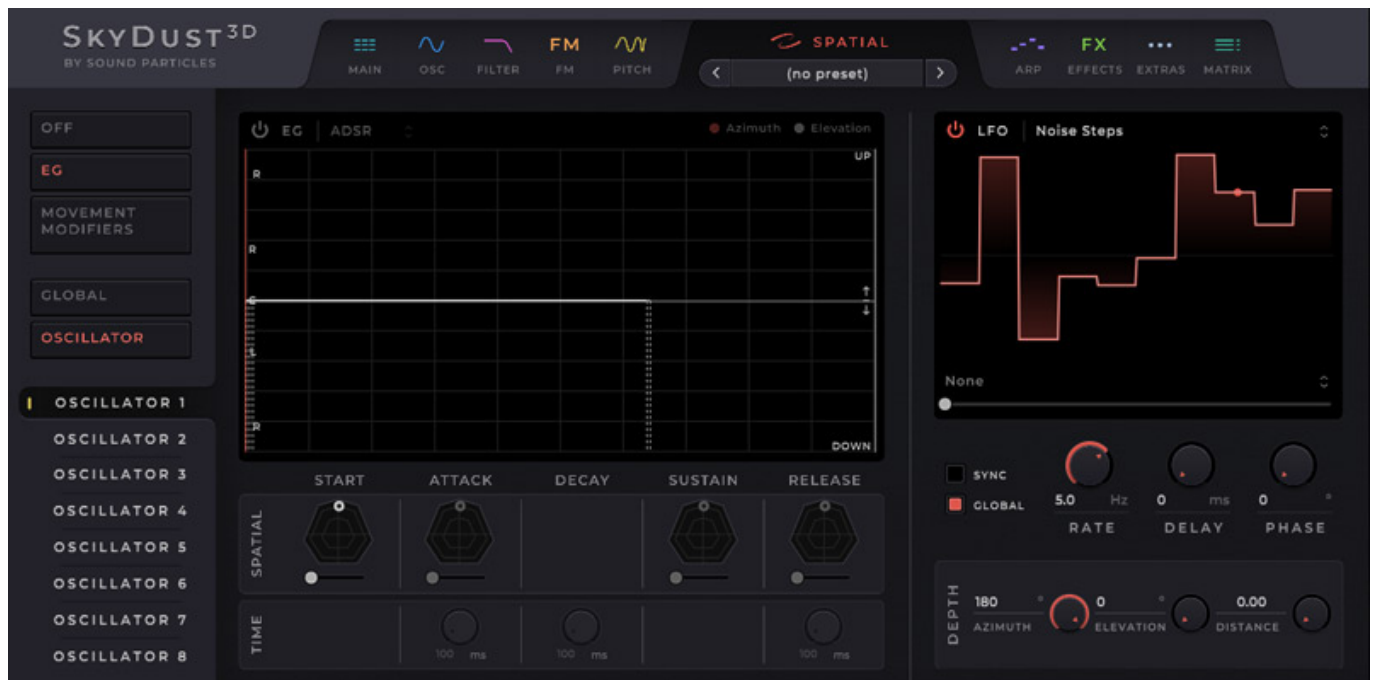 SKYDUST 3D
BY SOUND PARTICLES
MAIN
OSC
FILTER
FM
FM
PITCH
SPATIAL
< (no preset) >
ARP
FX
EFFECTS
EXTRAS
MATRIX
OFF
EG
MOVEMENT
MODIFIERS
GLOBAL
OSCILLATOR
OSCILLATOR 1
OSCILLATOR 2
OSCILLATOR 3
OSCILLATOR 4
OSCILLATOR 5
OSCILLATOR 6
OSCILLATOR 7
OSCILLATOR 8
EG ADSR Azimuth Elevation
UP
R
R
R
DOWN
START ATTACK DECAY SUSTAIN RELEASE
SPATIAL
TIME
100 ms 100 ms 100 ms
LFO Noise Steps
None
SYNC
GLOBAL
5.0 Hz 0 ms 0 °
RATE DELAY PHASE
DEPTH
180 ° 0 ° 0.00
AZIMUTH ELEVATION DISTANCE